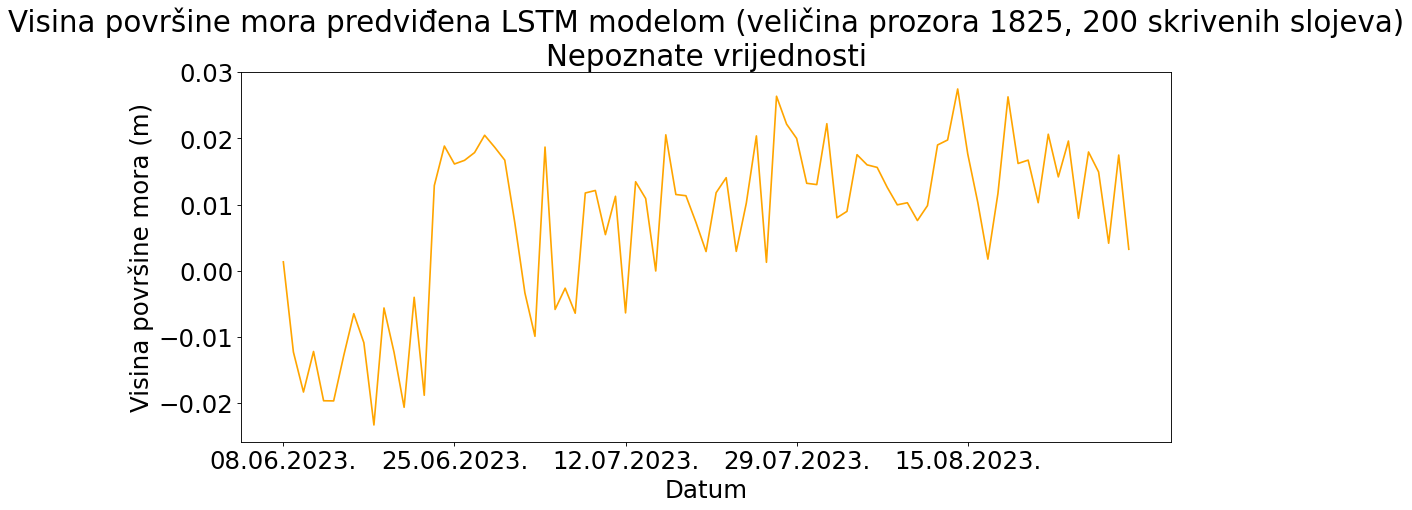 Visina površine mora predviđena LSTM modelom (veličina prozora 1825, 200 skrivenih slojeva)
Nepoznate vrijednosti
0.03
0.02
0.01
0.00
−0.01
−0.02
Visina površine mora (m)
08.06.2023. 25.06.2023. 12.07.2023. 29.07.2023. 15.08.2023.
Datum